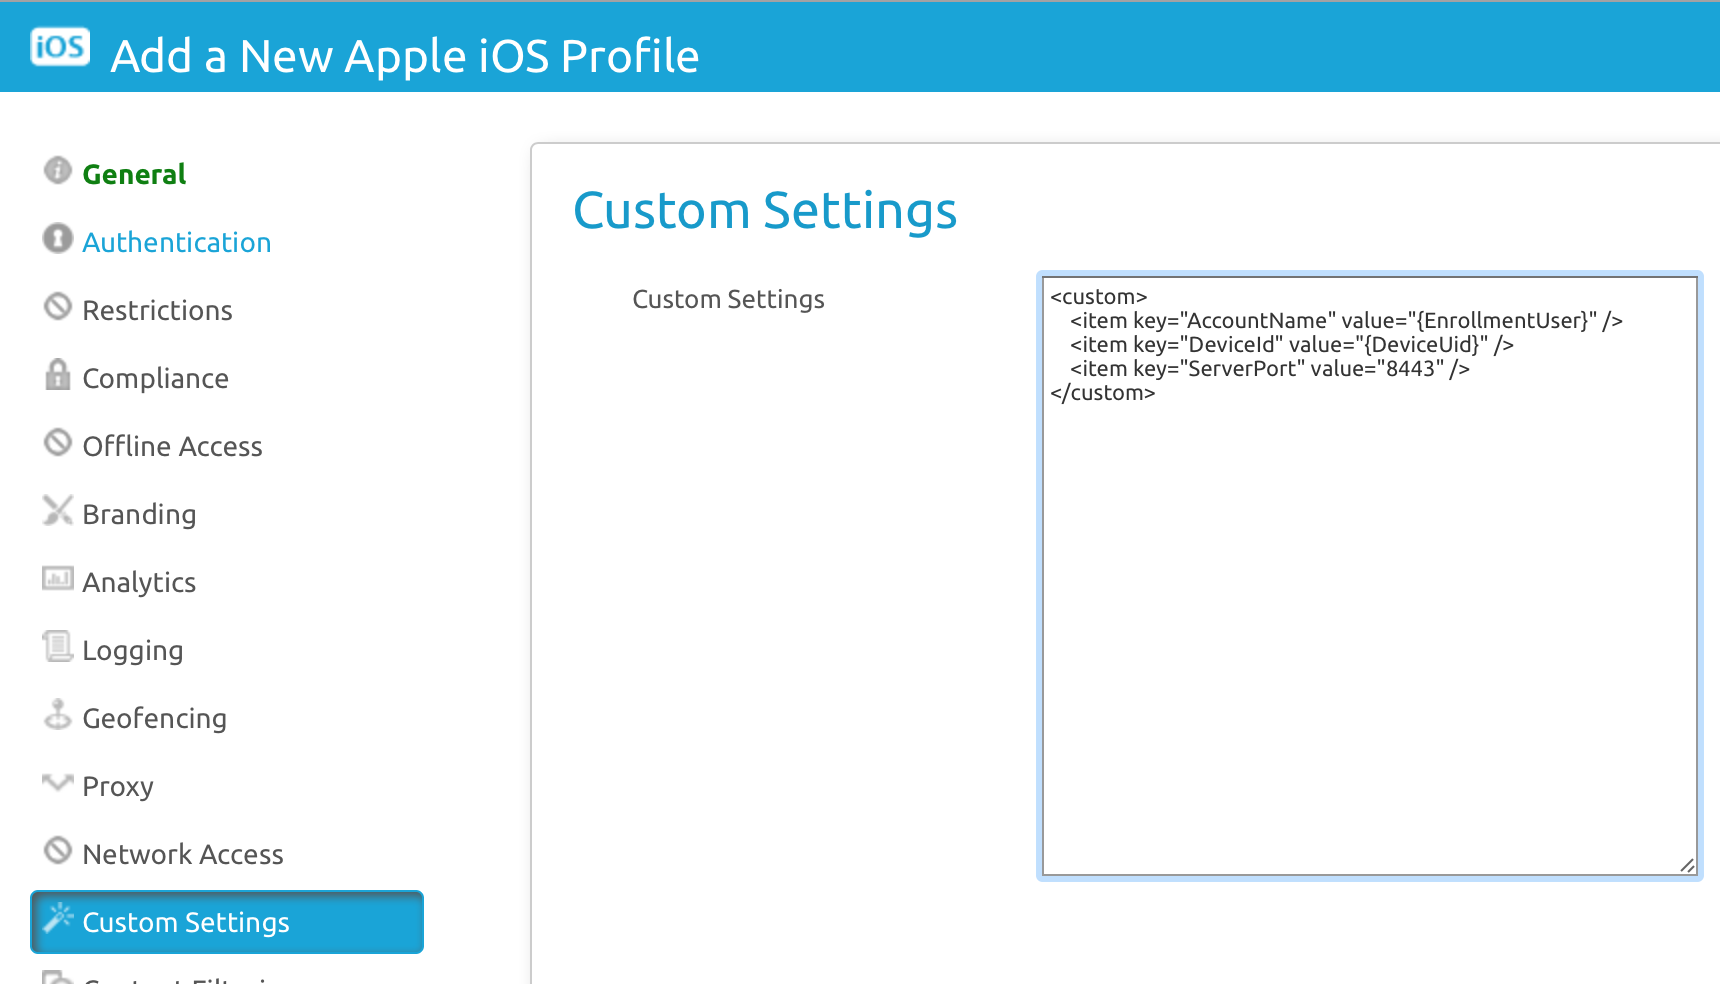 iOS Add a New Apple iOS Profile
General
Authentication
Restrictions
Compliance
Offline Access
Branding
Analytics
Logging
Geofencing
Proxy
Network Access
Custom Settings
Custom Settings
Custom Settings
<custom>
<item key="AccountName" value="{EnrollmentUser}" />
<item key="DeviceId" value="{DeviceUid}" />
<item key="ServerPort" value="8443" />
</custom>